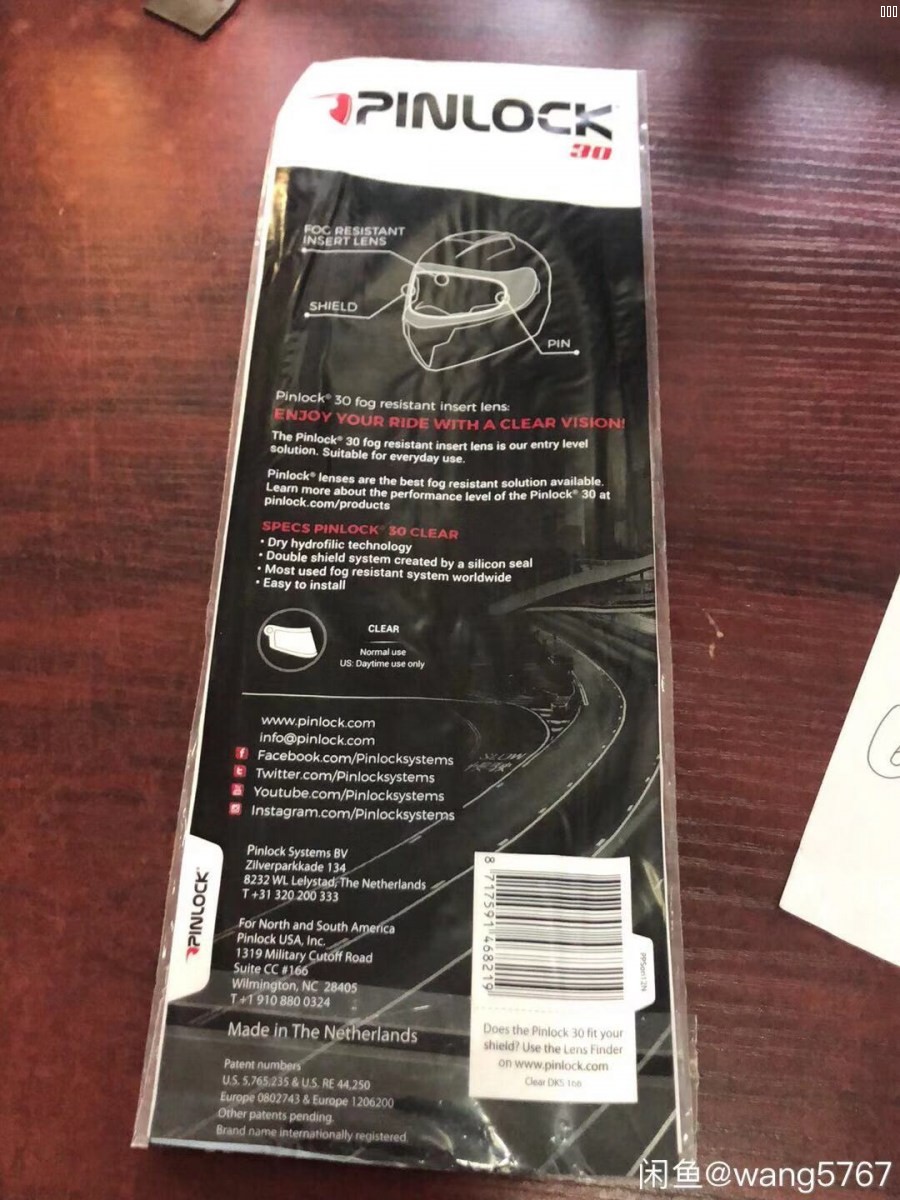 PINLOCK
30
FOG RESISTANT
INSERT LENS
SHIELD
PIN
Pinlock® 30 fog resistant insert lens:
ENJOY YOUR RIDE WITH A CLEAR VISION!
The Pinlock® 30 fog resistant insert lens is our entry level
solution. Suitable for everyday use.
Pinlock® lenses are the best fog resistant solution available.
Learn more about the performance level of the Pinlock® 30 at
pinlock.com/products
SPECS PINLOCK® 30 CLEAR
• Dry hydrofilic technology
• Double shield system created by a silicon seal
• Most used fog resistant system worldwide
• Easy to install
CLEAR
Normal use
US: Daytime use only
www.pinlock.com
info@pinlock.com
Facebook.com/Pinlocksystems
Twitter.com/Pinlocksystems
Youtube.com/Pinlocksystems
Instagram.com/Pinlocksystems
SLOW
Pinlock Systems BV
Zilverparkkade 134
8232 WL Lelystad, The Netherlands
T +31 320 200 333
PINLOCK
For North and South America
Pinlock USA, Inc.
1319 Military Cutoff Road
Suite CC #166
Wilmington, NC 28405
T +1 910 880 0324
Made in The Netherlands
Patent numbers
U.S. 5,765,235 & U.S. RE 44,250
Europe 0802743 & Europe 1206200
Other patents pending.
Brand name internationally registered.
8 717591 468219
Does the Pinlock 30 fit your
shield? Use the Lens Finder
on www.pinlock.com
Clear DKS 166
闲鱼@wang5767